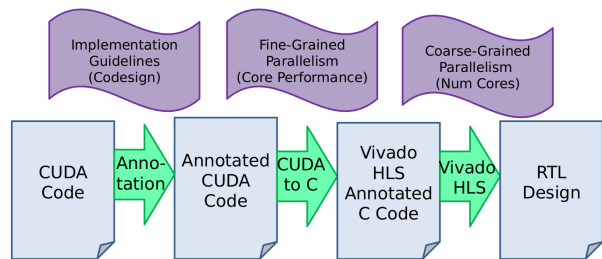 Implementation
Guidelines
(Codesign)
Fine-Grained
Parallelism
(Core Performance)
Coarse-Grained
Parallelism
(Num Cores)
CUDA
Code
Anno-
tation
Annotated
CUDA
Code
CUDA
to C
Vivado
HLS
Annotated
C Code
Vivado
HLS
RTL
Design